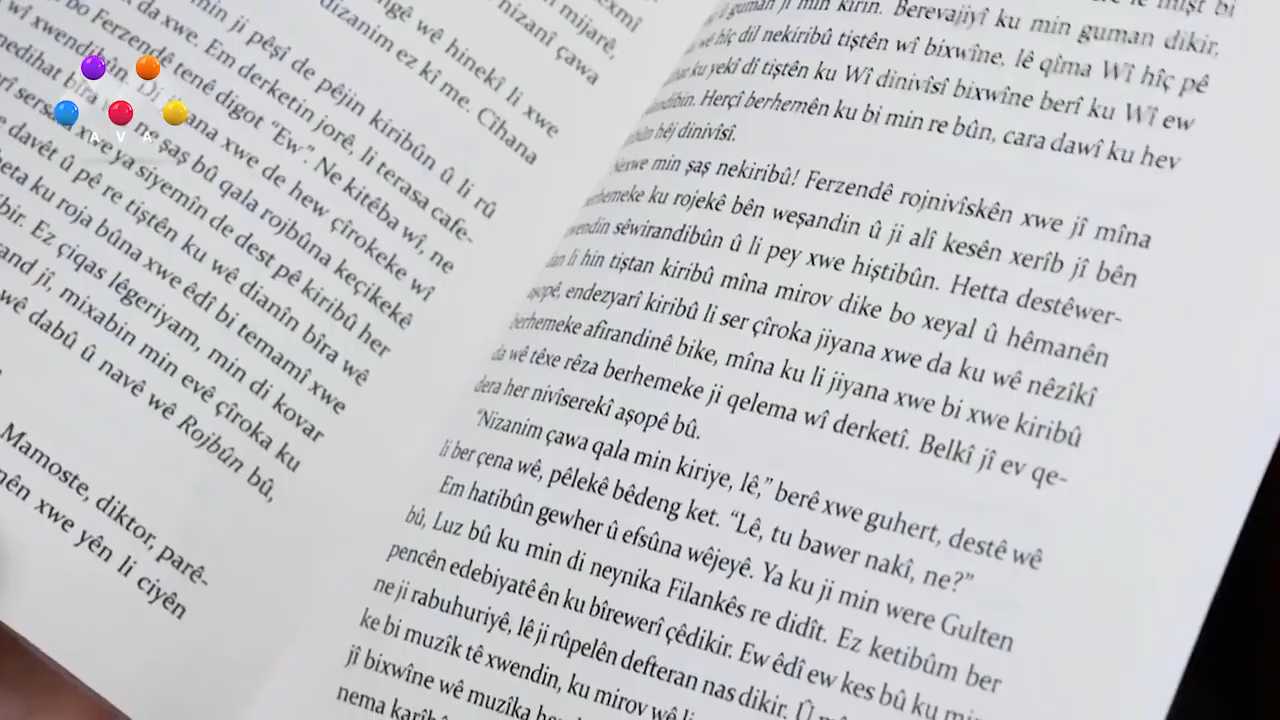 AVA
hinekî li xwe
nizanî çawa
mijarê,
dizanim ez kî me. Cîhana
min ji pêşî de pêjin kiribûn û li rû
da xwe. Em derketin jorê, li terasa cafe-
bo Ferzendê tenê digot “Ew”. Ne kitêba wî, ne
wî xwendibûn. Di xwe de hew çîrokeke wî
bîra ne şaş bû qala rojbûna keçikekê
xwe ya siyemîn de dest pê kiribû her
davêt û pê re tiştên ku wê dianîn bîra wê
ku roja bûna xwe êdî bi temamî xwe
Ez çiqas lêgeriyam, min di kovar
jî, mixabin min evê çîroka ku
wê dabû û navê wê Rojbûn bû,
Mamoste, diktor, parê-
xwe yên li ciyên
guman ji min kirin. Berevajiyî ku min guman dikir,
wê hîç dil nekiribû tiştên wî bixwîne, lê qîma Wî hîç pê
ku yekî dî tiştên ku Wî dinivîsî bixwîne berî ku Wî ew
Herçî berhemên ku bi min re bûn, cara dawî ku hev
hêj dinivîsî.
Nexwe min şaş nekiribû! Ferzendê rojnivîskên xwe jî mîna
berhemeke ku rojekê bên weşandin û ji alî kesên xerîb jî bên
xwendin sêwirandibûn û li pey xwe hiştibûn. Hetta destêwer-
dan li hin tiştan kiribû mîna mirov dike bo xeyal û hêmanên
aşopê, endezyarî kiribû li ser çîroka jiyana xwe da ku wê nêzîkî
berhemeke afirandinê bike, mîna ku li jiyana xwe bi xwe kiribû
da wê têxe rêza berhemeke ji qelema wî derketî. Belkî jî ev qe-
dera her nivîserekî aşopê bû.
“Nizanim çawa qala min kiriye, lê,” berê xwe guhert, destê wê
li ber çena wê, pêlekê bêdeng ket. “Lê, tu bawer nakî, ne?”
Em hatibûn gewher û efsûna wêjeyê. Ya ku ji min were Gulten
bû, Luz bû ku min di neynika Filankês re didît. Ez ketibûm ber
pencên edebiyatê ên ku bîrewerî çêdikir. Ew êdî ew kes bû ku min
ne ji rabuhuriyê, lê ji rûpelên defteran nas dikir. Û
ke bi muzîk tê xwendin, ku mirov wê li
jî bixwîne wê muzîka
nema